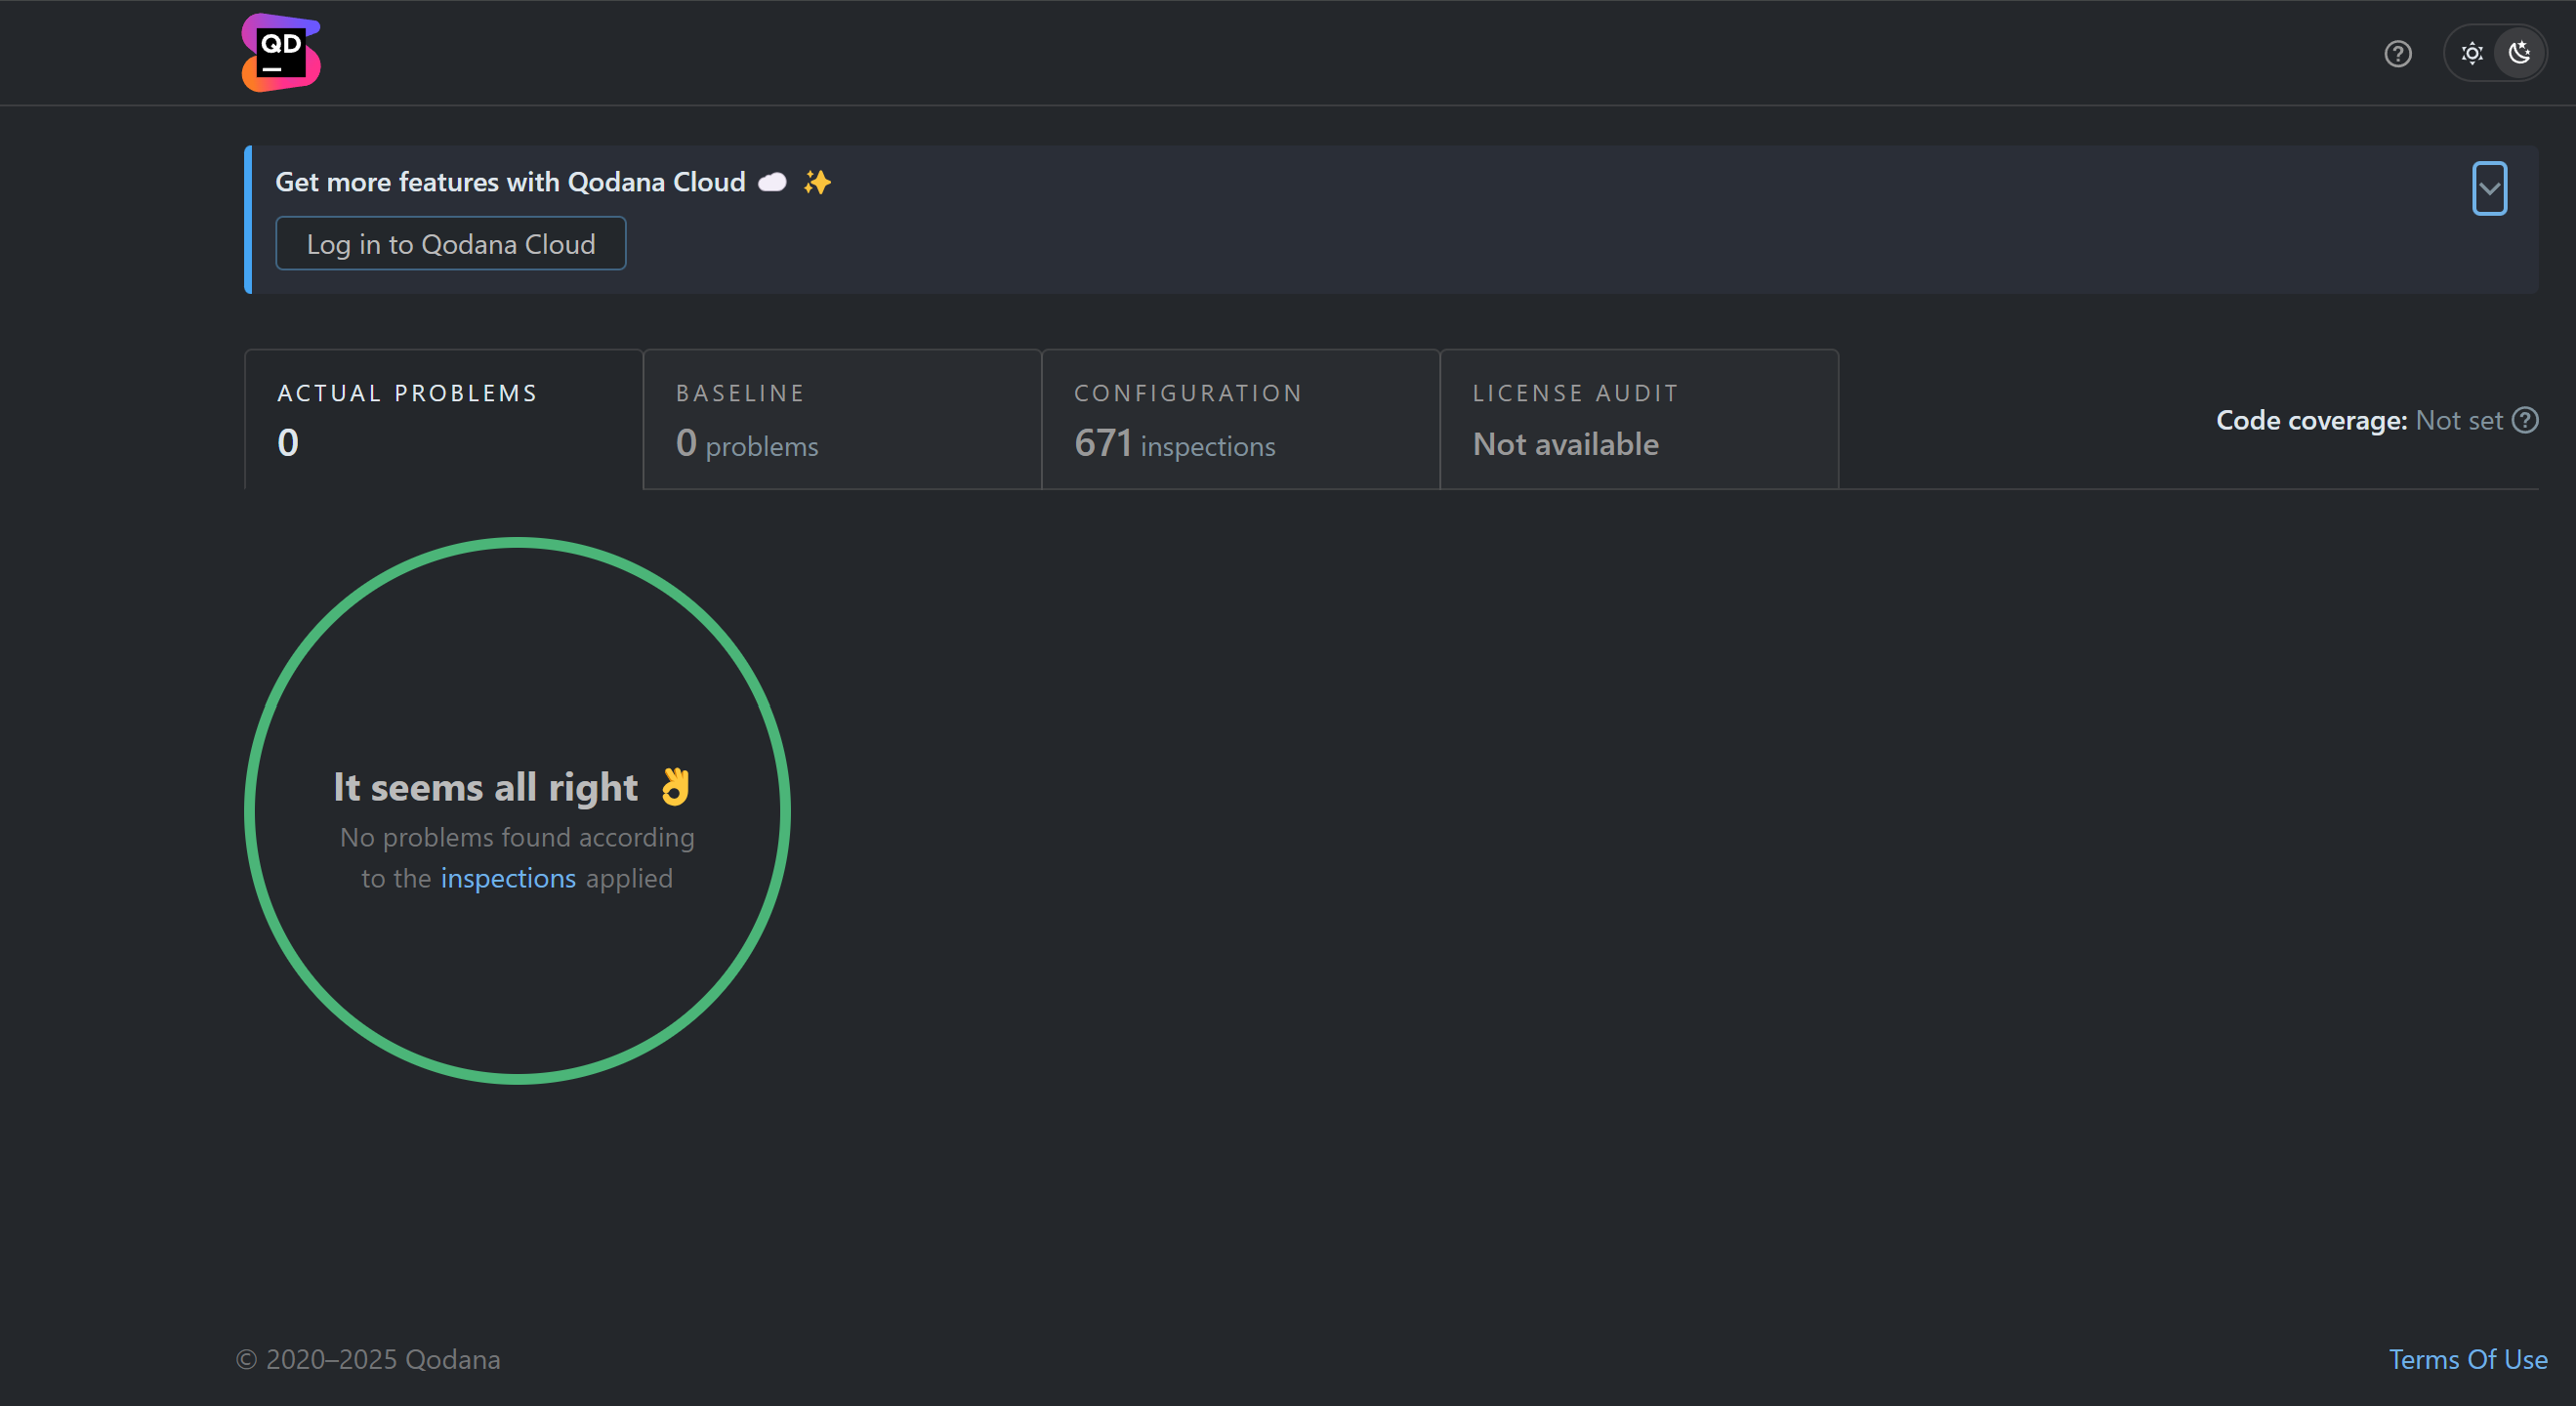 QD
Get more features with Qodana Cloud ☁️ ✨
Log in to Qodana Cloud
ACTUAL PROBLEMS
0
BASELINE
0 problems
CONFIGURATION
671 inspections
LICENSE AUDIT
Not available
Code coverage: Not set
It seems all right 👌
No problems found according
to the inspections applied
© 2020–2025 Qodana
Terms Of Use